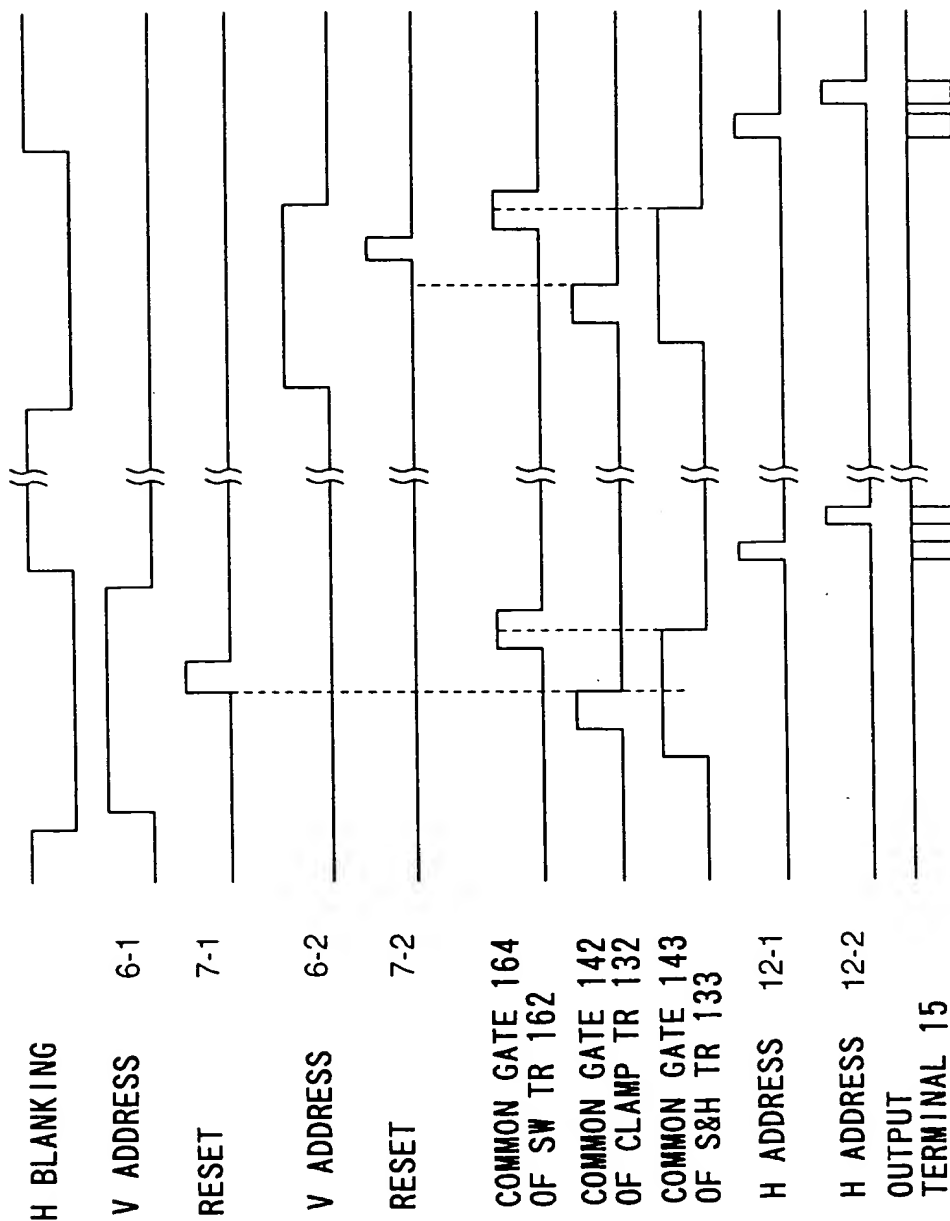 H BLANKING
V ADDRESS 6-1
RESET 7-1
V ADDRESS 6-2
RESET 7-2
COMMON GATE 164
OF SW TR 162
COMMON GATE 142
OF CLAMP TR 132
COMMON GATE 143
OF S&H TR 133
H ADDRESS 12-1
H ADDRESS 12-2
OUTPUT
TERMINAL 15